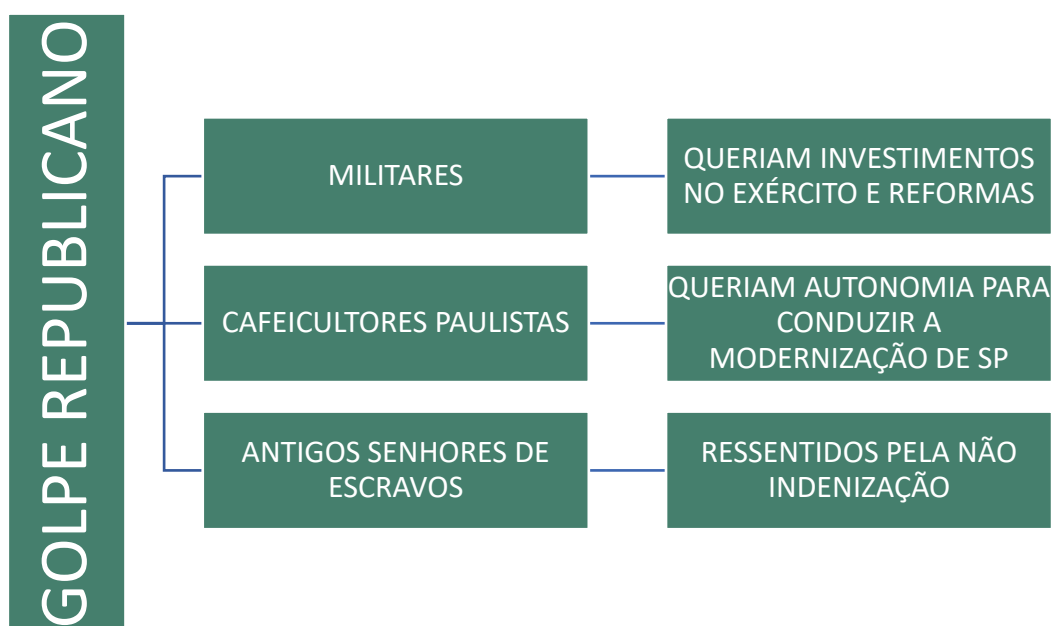 GOLPE REPUBLICANO
MILITARES
QUERIAM INVESTIMENTOS
NO EXÉRCITO E REFORMAS
CAFEICULTORES PAULISTAS
QUERIAM AUTONOMIA PARA
CONDUZIR A
MODERNIZAÇÃO DE SP
ANTIGOS SENHORES DE
ESCRAVOS
RESSENTIDOS PELA NÃO
INDENIZAÇÃO